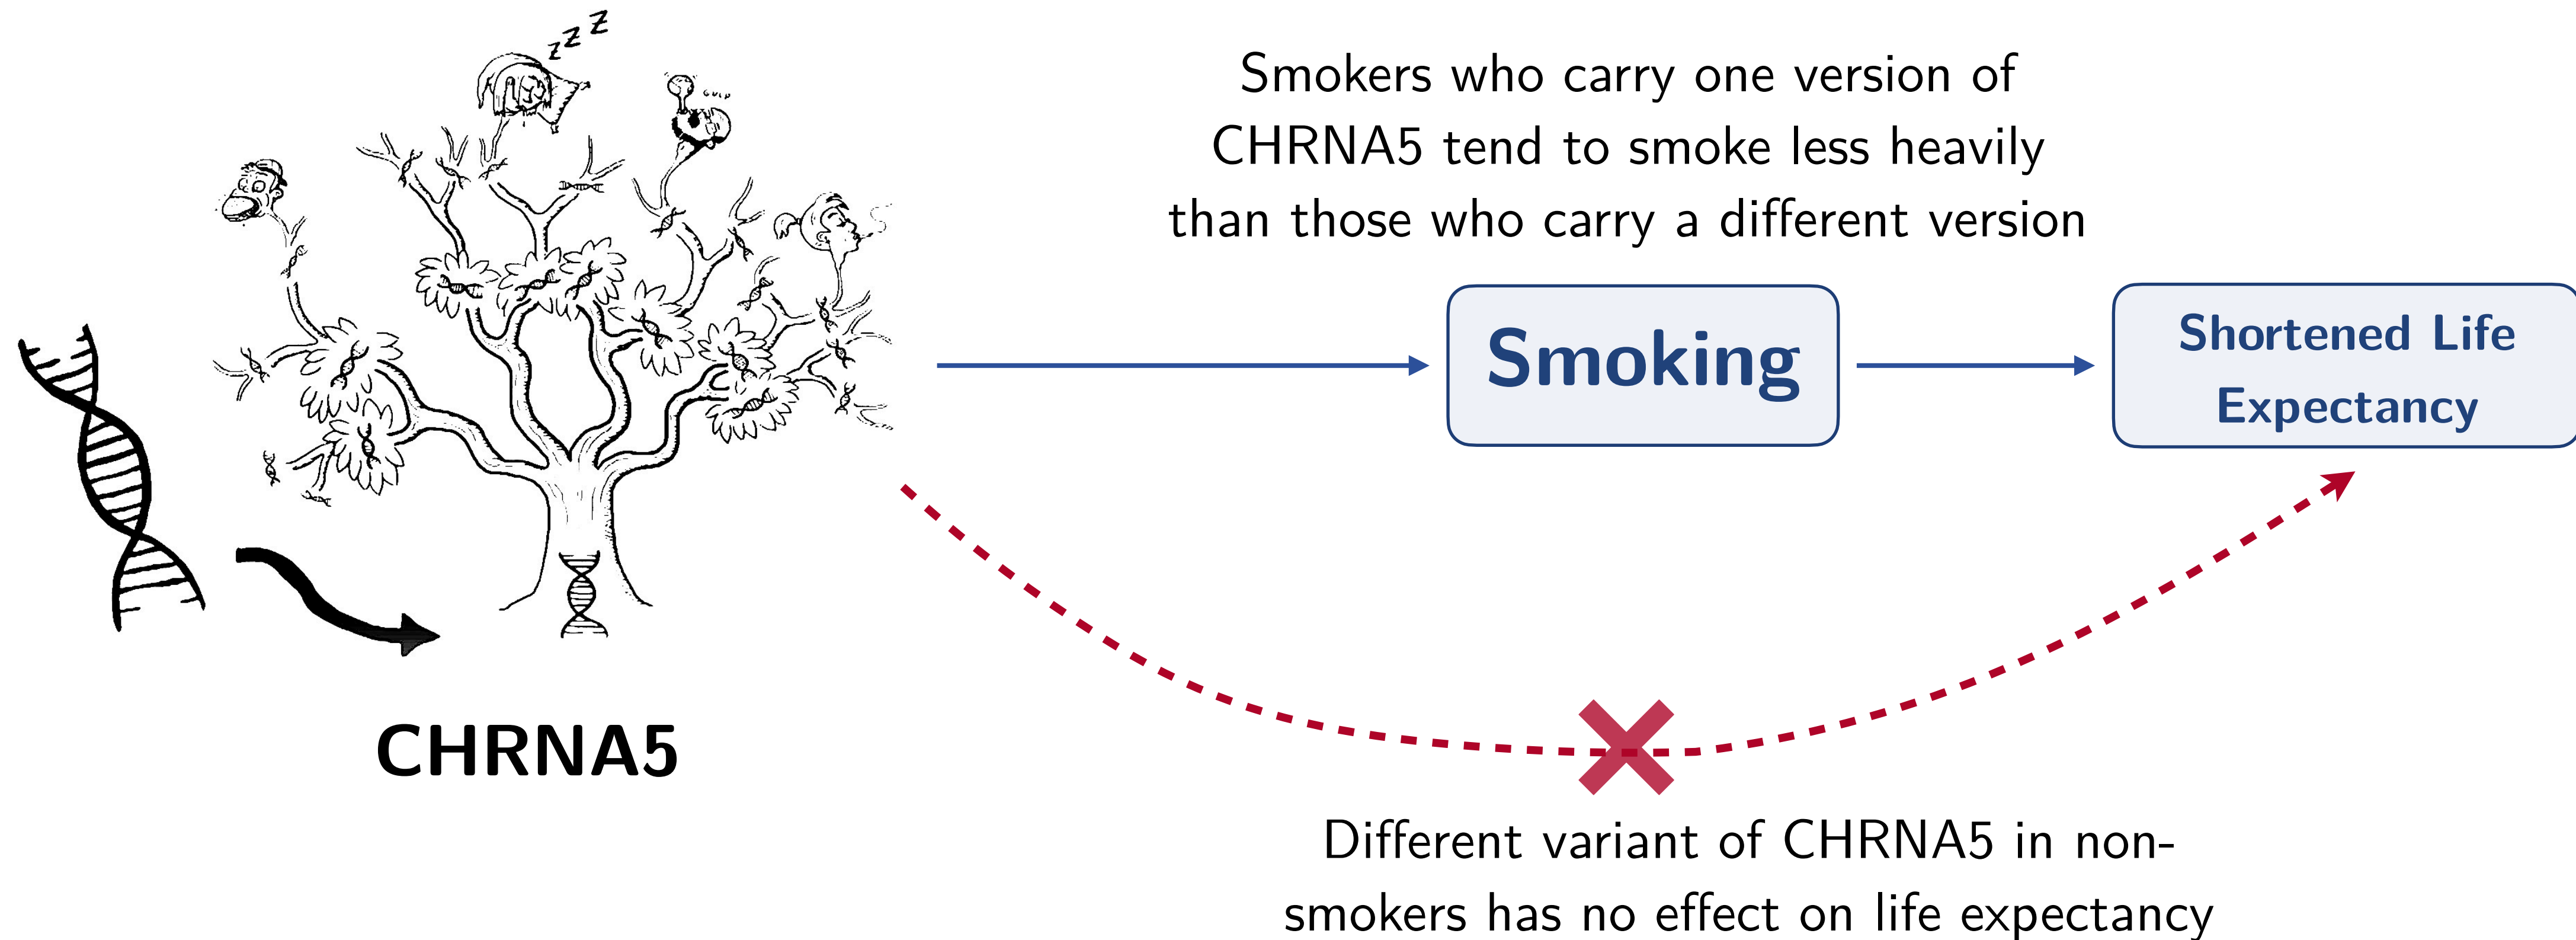 z z z
GULP
Smokers who carry one version of
CHRNA5 tend to smoke less heavily
than those who carry a different version
Smoking
Shortened Life
Expectancy
CHRNA5
Different variant of CHRNA5 in non-
smokers has no effect on life expectancy